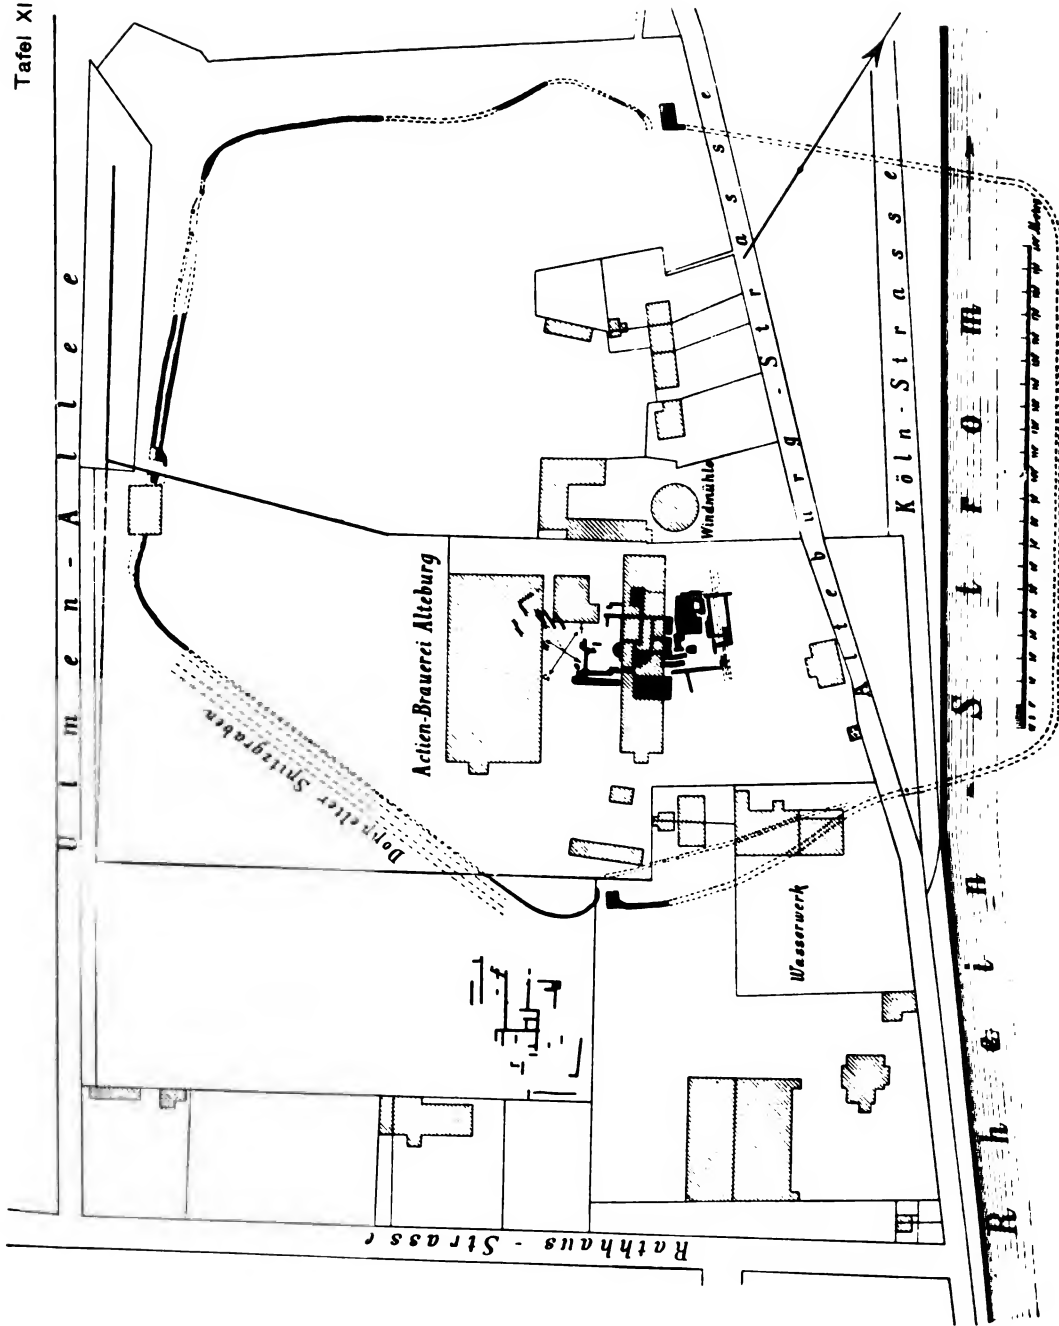 Tafel XI
Ulmen-Allee
Doppelter Spitzgraben
Actien-Brauerei Alteburg
Windmühle
Alteburg-Strasse
Köln-Strasse
Wasserwerk
Rathhaus-Strasse
Rhein-Strom